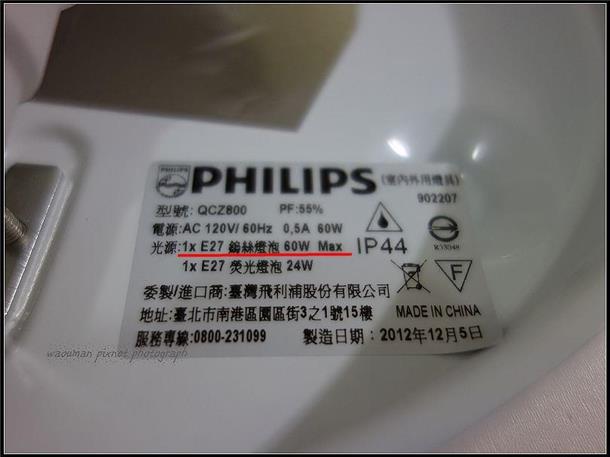 PHILIPS (室內外用燈具)
902207
型號: QCZ800 PF:55%
電源:AC 120V/ 60Hz 0,5A 60W
光源:1x E27 鎢絲燈泡 60W Max IP44
1x E27 熒光燈泡 24W
F
委製/進口商:臺灣飛利浦股份有限公司
地址:臺北市南港區園區街3之1號15樓 MADE IN CHINA
服務專線:0800-231099 製造日期：2012年12月5日
waouman pixnet photograph